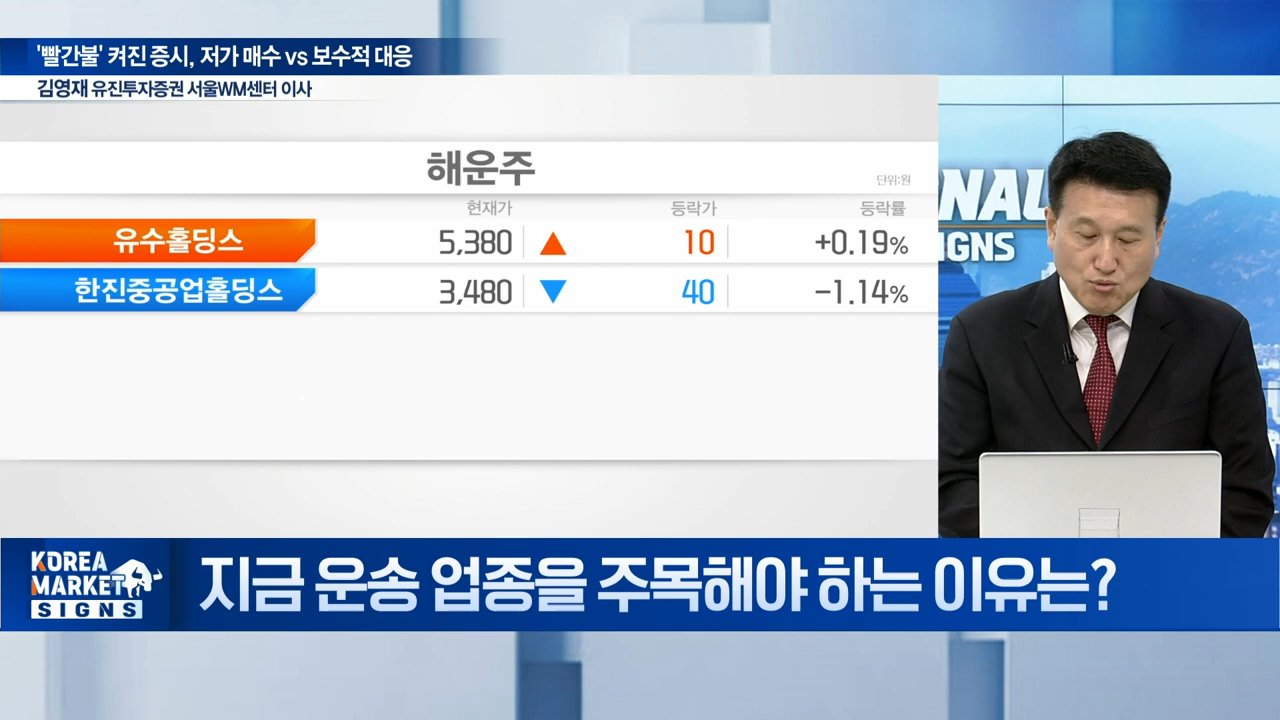 '빨간불' 켜진 증시, 저가 매수 vs 보수적 대응
김영재 유진투자증권 서울WM센터 이사
해운주
단위:원
현재가 등락가 등락률
유수홀딩스 5,380 ▲ 10 +0.19%
한진중공업홀딩스 3,480 ▼ 40 -1.14%
NAL
IGNS
KOREA
MARKET
SIGNS
지금 운송 업종을 주목해야 하는 이유는?